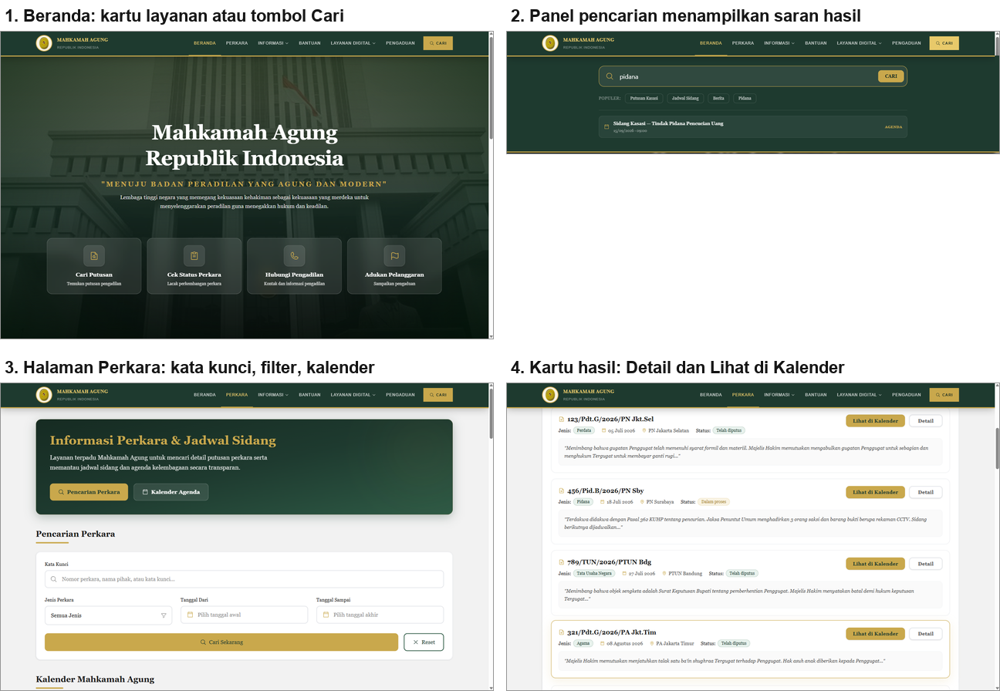 1. Beranda: kartu layanan atau tombol Cari
MAHKAMAH AGUNG
REPUBLIK INDONESIA
BERANDA PERKARA INFORMASI BANTUAN LAYANAN DIGITAL PENGADUAN CARI
Mahkamah Agung
Republik Indonesia
"MENUJU BADAN PERADILAN YANG AGUNG DAN MODERN"
Lembaga tinggi negara yang memegang kekuasaan kehakiman sebagai kekuasaan yang merdeka untuk
menyelenggarakan peradilan guna menegakkan hukum dan keadilan.
Cari Putusan
Temukan putusan pengadilan
Cek Status Perkara
Lacak perkembangan perkara
Hubungi Pengadilan
Kontak dan informasi pengadilan
Adukan Pelanggaran
Sampaikan pengaduan
2. Panel pencarian menampilkan saran hasil
MAHKAMAH AGUNG
REPUBLIK INDONESIA
BERANDA PERKARA INFORMASI BANTUAN LAYANAN DIGITAL PENGADUAN CARI
pidana CARI
POPULER: Putusan Kasasi Jadwal Sidang Berita Pidana
Sidang Kasasi — Tindak Pidana Pencucian Uang
15/09/2026 · 09:00
AGENDA
3. Halaman Perkara: kata kunci, filter, kalender
MAHKAMAH AGUNG
REPUBLIK INDONESIA
BERANDA PERKARA INFORMASI BANTUAN LAYANAN DIGITAL PENGADUAN CARI
Informasi Perkara & Jadwal Sidang
Layanan terpadu Mahkamah Agung untuk mencari detail putusan perkara serta
memantau jadwal sidang dan agenda kelembagaan secara transparan.
Pencarian Perkara Kalender Agenda
Pencarian Perkara
Kata Kunci
Nomor perkara, nama pihak, atau kata kunci...
Jenis Perkara Tanggal Dari Tanggal Sampai
Semua Jenis Pilih tanggal awal Pilih tanggal akhir
Cari Sekarang Reset
Kalender Mahkamah Agung
4. Kartu hasil: Detail dan Lihat di Kalender
MAHKAMAH AGUNG
REPUBLIK INDONESIA
BERANDA PERKARA INFORMASI BANTUAN LAYANAN DIGITAL PENGADUAN CARI
123/Pdt.G/2026/PN Jkt.Sel Lihat di Kalender Detail
Jenis: Perdata 05 Juli 2026 PN Jakarta Selatan Status: Telah diputus
"Menimbang bahwa gugatan Penggugat telah memenuhi syarat formil dan materiil. Majelis Hakim memutuskan mengabulkan gugatan Penggugat untuk sebagian dan
menghukum Tergugat untuk membayar ganti rugi..."
456/Pid.B/2026/PN Sby Lihat di Kalender Detail
Jenis: Pidana 18 Juli 2026 PN Surabaya Status: Dalam proses
"Terdakwa didakwa dengan Pasal 362 KUHP tentang pencurian. Jaksa Penuntut Umum menghadirkan 3 orang saksi dan barang bukti berupa rekaman CCTV. Sidang
berikutnya dijadwalkan..."
789/TUN/2026/PTUN Bdg Lihat di Kalender Detail
Jenis: Tata Usaha Negara 27 Juli 2026 PTUN Bandung Status: Telah diputus
"Menimbang bahwa objek sengketa adalah Surat Keputusan Bupati tentang pemberhentian Penggugat. Majelis Hakim menyatakan batal demi hukum keputusan
Tergugat..."
321/Pdt.G/2026/PA Jkt.Tim Lihat di Kalender Detail
Jenis: Agama 08 Agustus 2026 PA Jakarta Timur Status: Telah diputus
"Majelis Hakim memutuskan menjatuhkan talak satu ba'in shughraa Tergugat terhadap Penggugat. Hak asuh anak diberikan kepada Penggugat..."